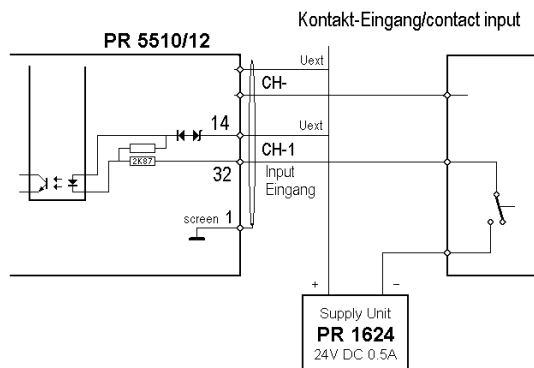 Kontakt-Eingang/contact input
PR 5510/12
Uext
CH-
14
Uext
2K87
CH-1
32
Input
Eingang
screen 1
+ –
Supply Unit
PR 1624
24V DC 0.5A